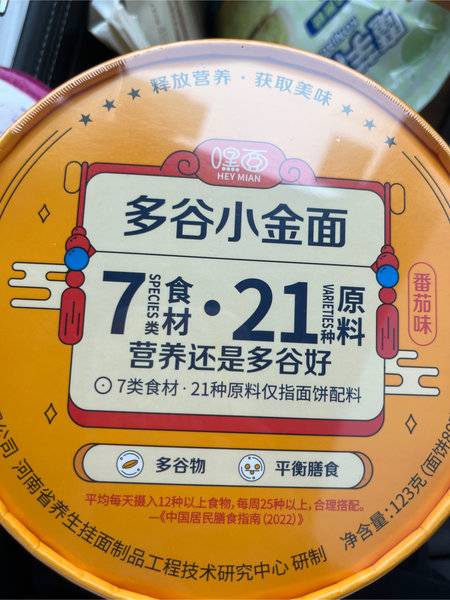 释放营养·获取美味
嘿面
HEY MIAN
多谷小金面
7 SPECIES 食材类·21 VARIETIES 原料种
番茄味
营养还是多谷好
7类食材·21种原料仅指面饼配料
多谷物 平衡膳食
平均每天摄入12种以上食物，每周25种以上，合理搭配。
—《中国居民膳食指南（2022）》
公司 河南省养生挂面制品工程技术研究中心 研制
净含量：123克（面饼80